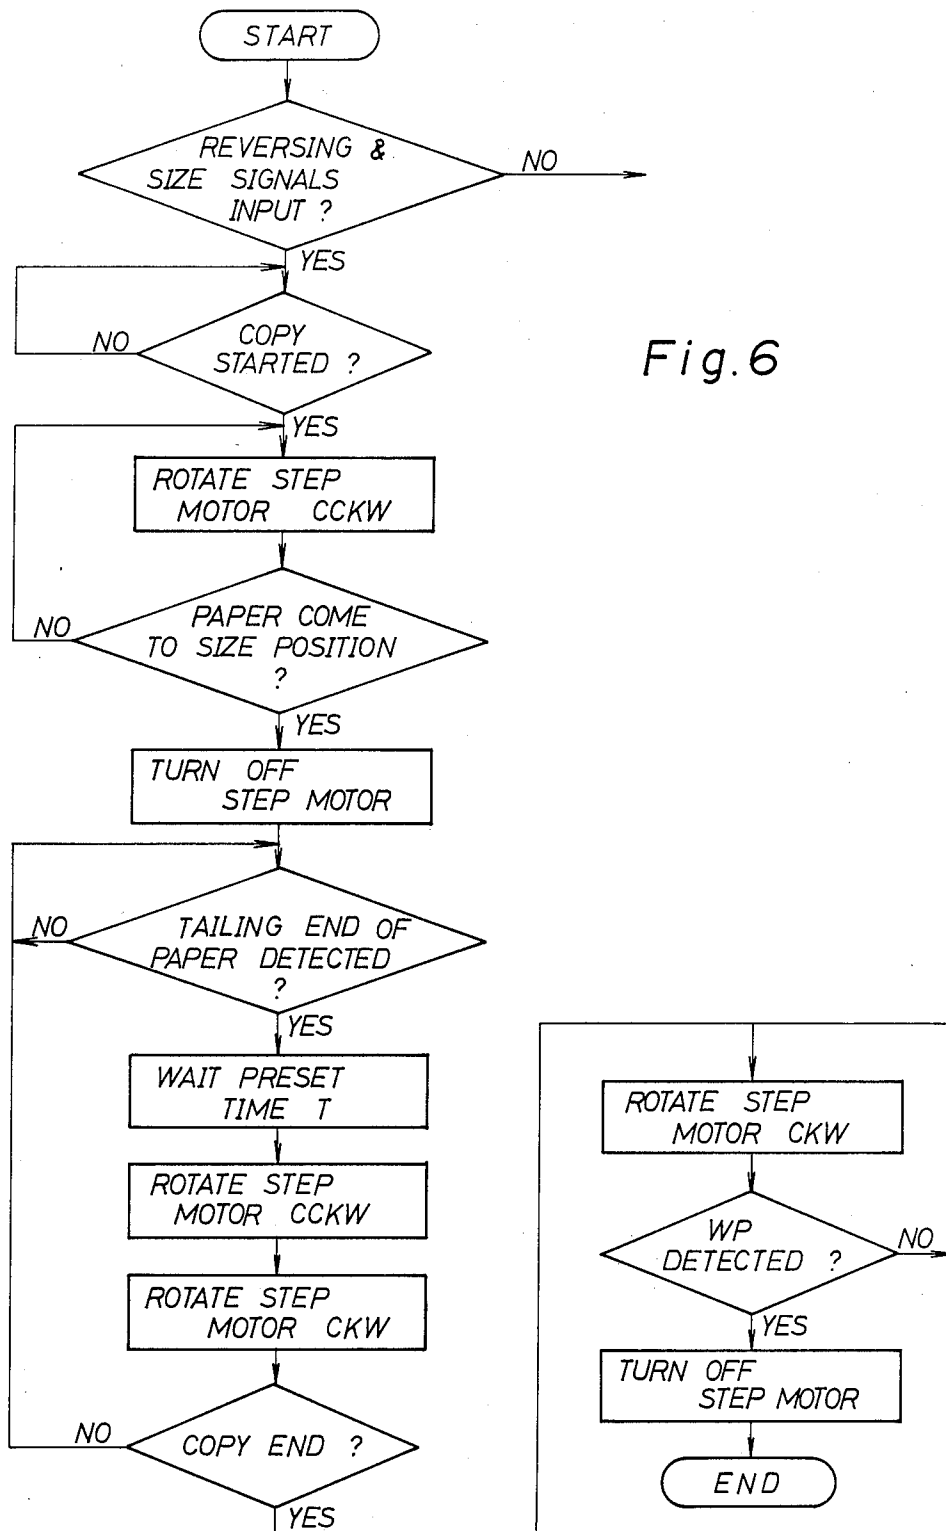 START
REVERSING &
SIZE SIGNALS
INPUT ?
NO
YES
COPY
STARTED ?
NO
YES
Fig.6
ROTATE STEP
MOTOR CCKW
PAPER COME
TO SIZE POSITION
?
NO
YES
TURN OFF
STEP MOTOR
TAILING END OF
PAPER DETECTED
?
NO
YES
WAIT PRESET
TIME T
ROTATE STEP
MOTOR CCKW
ROTATE STEP
MOTOR CKW
COPY END ?
NO
YES
ROTATE STEP
MOTOR CKW
WP
DETECTED ?
NO
YES
TURN OFF
STEP MOTOR
END